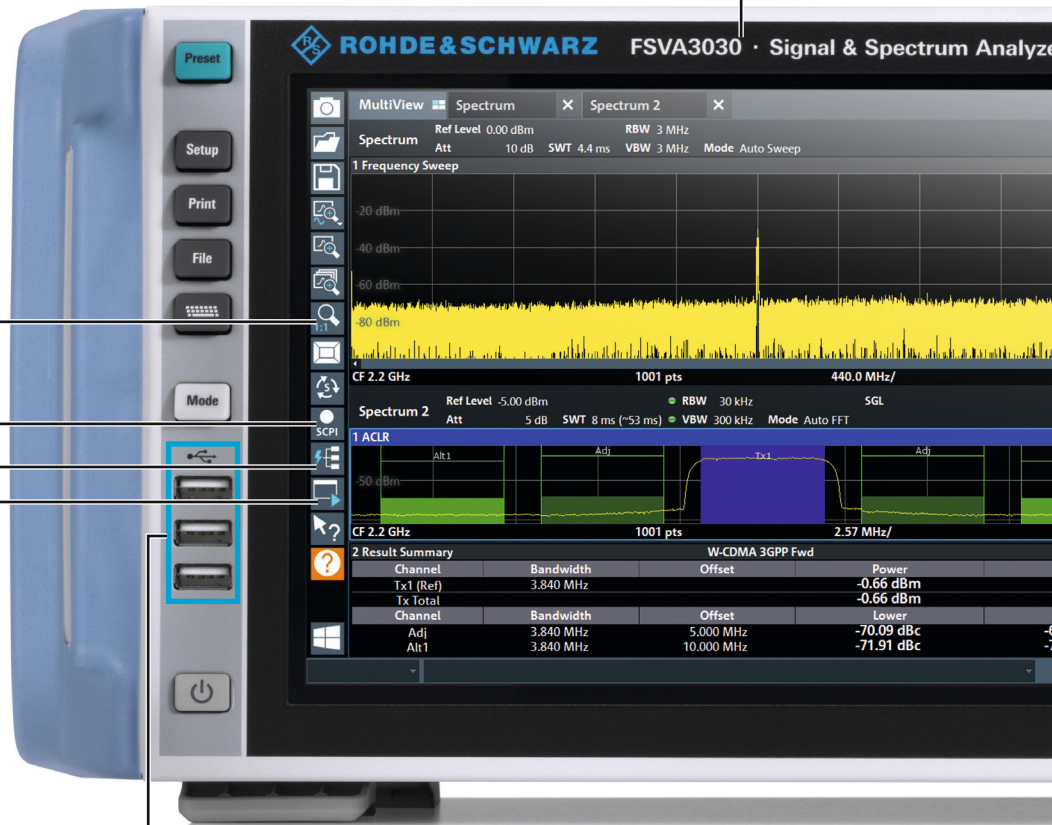 ROHDE & SCHWARZ FSVA3030 · Signal & Spectrum
Preset
MultiView Spectrum X Spectrum 2 X
Spectrum
Ref Level 0.00 dBm RBW 3 MHz
Att 10 dB SWT 4.4 ms VBW 3 MHz Mode Auto Sweep
1 Frequency Sweep
Setup
Print
File
Mode
-20 dBm
-40 dBm
-60 dBm
-80 dBm
1:1
CF 2.2 GHz 1001 pts 440.0 MHz/
Spectrum 2
Ref Level -5.00 dBm RBW 30 kHz SGL
Att 5 dB SWT 8 ms (~53 ms) VBW 300 kHz Mode Auto FFT
S
SCPI
1 ACLR
Alt1 Adj Tx1 Adj
-50 dBm
CF 2.2 GHz 1001 pts 2.57 MHz/
?
?
2 Result Summary W-CDMA 3GPP Fwd
Channel Bandwidth Offset Power
Tx1 (Ref) 3.840 MHz -0.66 dBm
Tx Total -0.66 dBm
Channel Bandwidth Offset Lower
Adj 3.840 MHz 5.000 MHz -70.09 dBc
Alt1 3.840 MHz 10.000 MHz -71.91 dBc